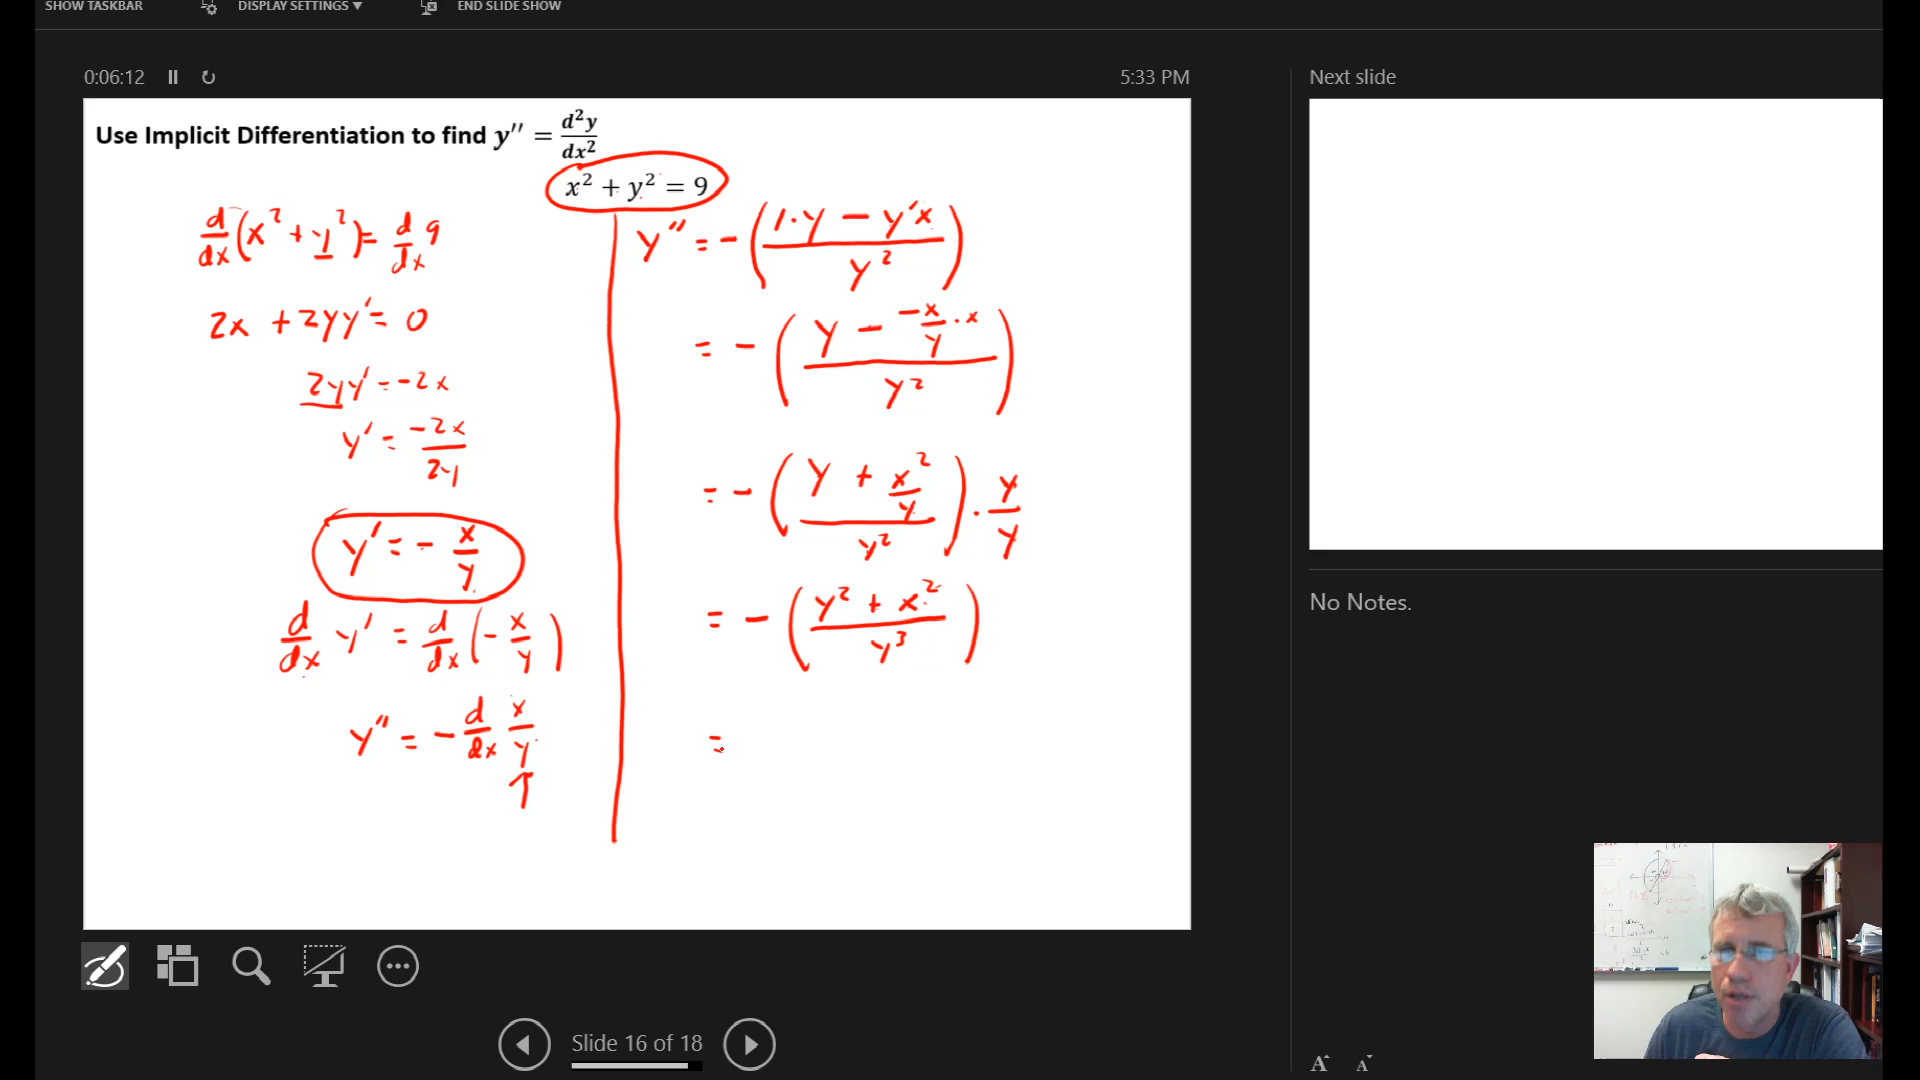 SHOW TASKBAR DISPLAY SETTINGS ▼ END SLIDE SHOW
0:06:12 5:33 PM
Next slide
Use Implicit Differentiation to find y″ = d²y/dx²
x² + y² = 9
d/dx (x² + y²) = d/dx 9
2x + 2yy′ = 0
2yy′ = -2x
y′ = -2x/2y
y′ = - x/y
d/dx y′ = d/dx (- x/y)
y″ = - d/dx x/y
↑
y″ = - ((1·y - y′x)/y²)
= - ((y - -x/y · x)/y²)
= - ((y + x²/y)/y²) · y/y
= - ((y² + x²)/y³)
=
No Notes.
Slide 16 of 18
A A